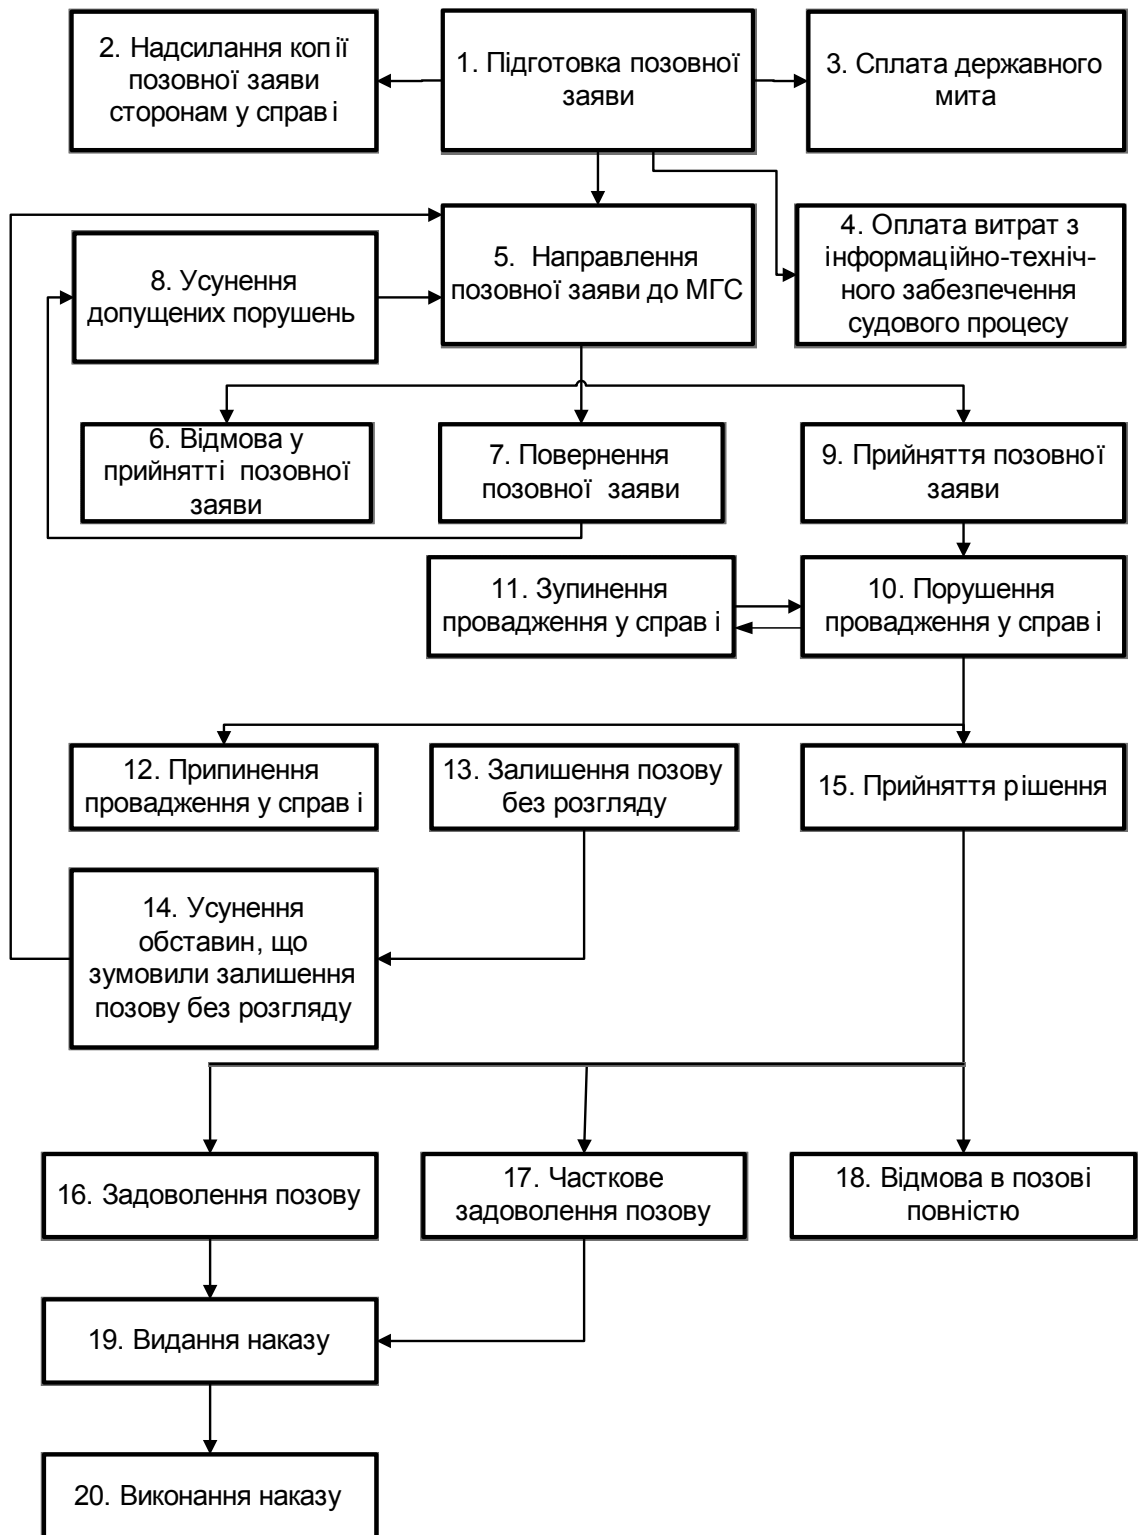 2. Надсилання копії
позовної заяви
сторонам у справі
1. Підготовка позовної
заяви
3. Сплата державного
мита
4. Оплата витрат з
інформаційно-техніч-
ного забезпечення
судового процесу
5. Направлення
позовної заяви до МГС
8. Усунення
допущених порушень
6. Відмова у
прийнятті позовної
заяви
7. Повернення
позовної заяви
9. Прийняття позовної
заяви
11. Зупинення
провадження у справі
10. Порушення
провадження у справі
12. Припинення
провадження у справі
13. Залишення позову
без розгляду
15. Прийняття рішення
14. Усунення
обставин, що
зумовили залишення
позову без розгляду
16. Задоволення позову
17. Часткове
задоволення позову
18. Відмова в позові
повністю
19. Видання наказу
20. Виконання наказу